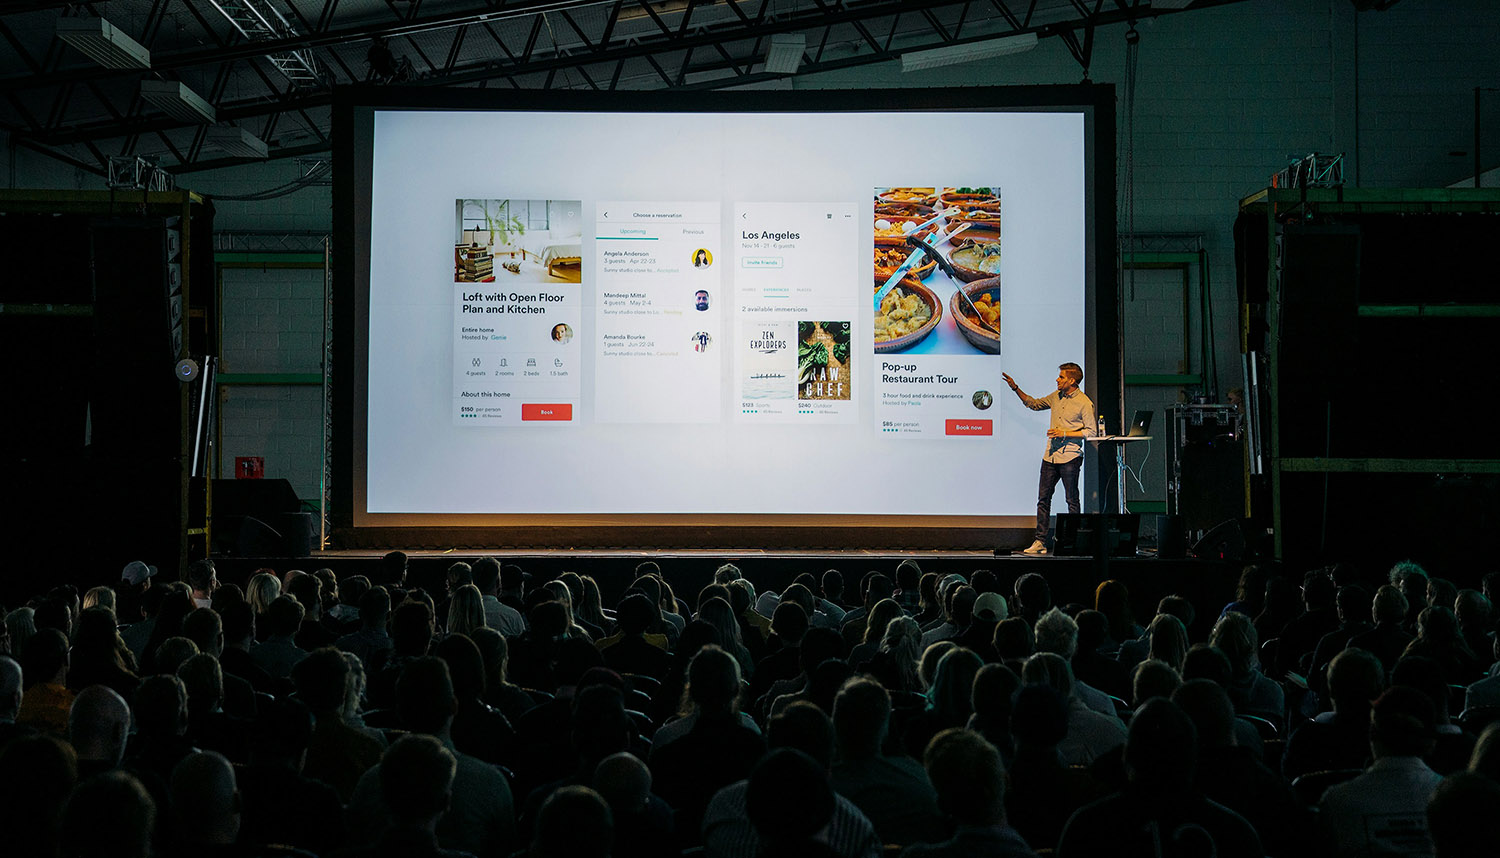 Loft with Open Floor
Plan and Kitchen
Entire home
Hosted by Genie
4 guests
2 rooms
2 beds
1.5 bath
About this home
$150 per person
Book
Choose a reservation
Upcoming
Previous
Angela Anderson
3 guests · Apr 22-23
Sunny studio close to... Accepted
Mandeep Mittal
4 guests · May 2-4
Sunny studio close to Lo... Pending
Amanda Rourke
1 guests · Jun 22-24
Sunny studio close to... Canceled
Los Angeles
Nov 14 - 21 · 6 guests
Invite friends
HOMES
EXPERIENCES
PLACES
2 available immersions
ZEN
EXPLORERS
RAW
CHEF
$123 Sports
$240 Outdoor
Pop-up
Restaurant Tour
3 hour food and drink experience
Hosted by Paola
$85 per person
Book now